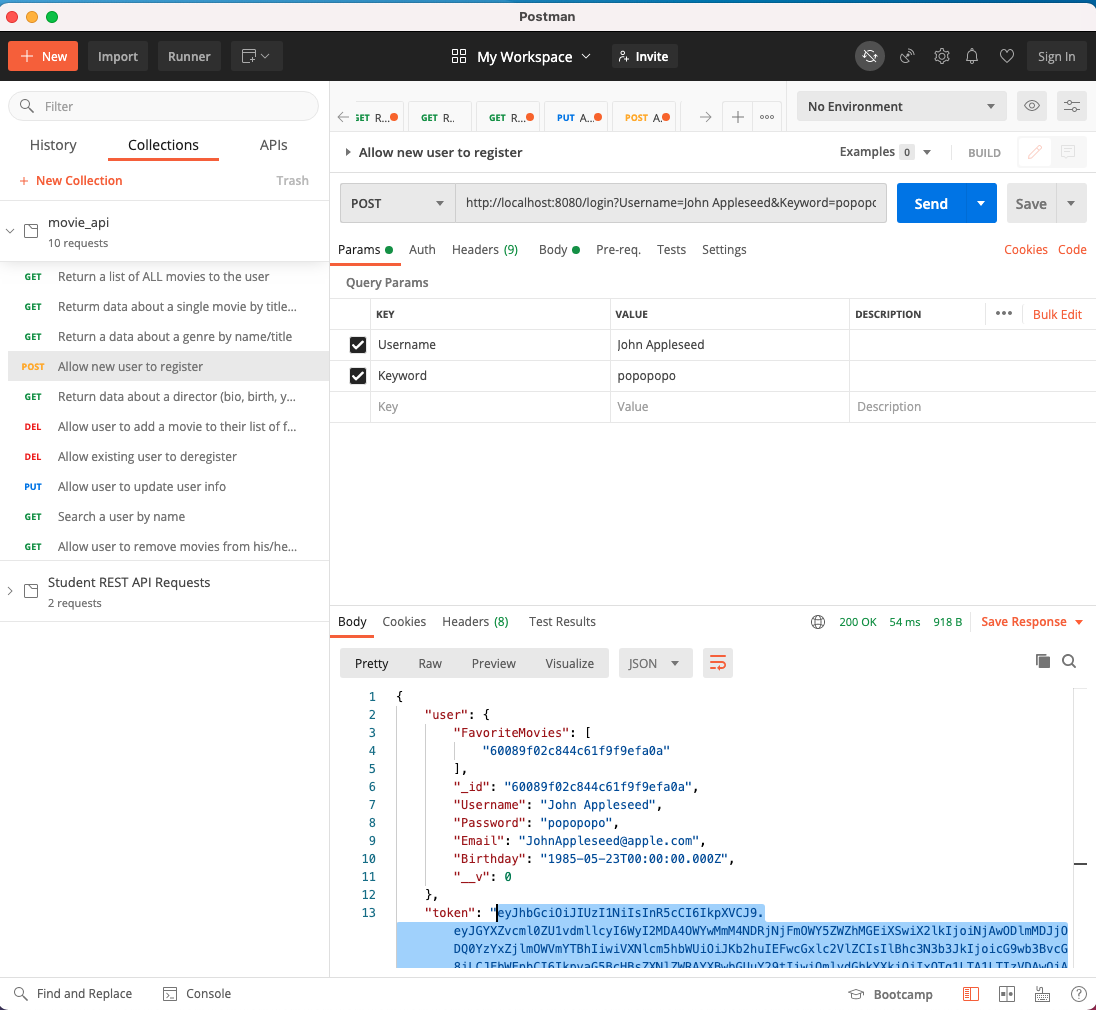 Postman
New Import Runner My Workspace Invite Sign In
Filter
History Collections APIs
New Collection Trash
movie_api
10 requests
GET Return a list of ALL movies to the user
GET Returm data about a single movie by title...
GET Return a data about a genre by name/title
POST Allow new user to register
GET Return data about a director (bio, birth, y...
DEL Allow user to add a movie to their list of f...
DEL Allow existing user to deregister
PUT Allow user to update user info
GET Search a user by name
GET Allow user to remove movies from his/he...
Student REST API Requests
2 requests
GET R... GET R.. GET R... PUT A... POST A... No Environment
Allow new user to register Examples 0 BUILD
POST http://localhost:8080/login?Username=John Appleseed&Keyword=popopo Send Save
Params Auth Headers (9) Body Pre-req. Tests Settings Cookies Code
Query Params
KEY VALUE DESCRIPTION Bulk Edit
Username John Appleseed
Keyword popopopo
Key Value Description
Body Cookies Headers (8) Test Results 200 OK 54 ms 918 B Save Response
Pretty Raw Preview Visualize JSON
1 {
2 "user": {
3 "FavoriteMovies": [
4 "60089f02c844c61f9f9efa0a"
5 ],
6 "_id": "60089f02c844c61f9f9efa0a",
7 "Username": "John Appleseed",
8 "Password": "popopopo",
9 "Email": "JohnAppleseed@apple.com",
10 "Birthday": "1985-05-23T00:00:00.000Z",
11 "__v": 0
12 },
13 "token": "eyJhbGciOiJIUzI1NiIsInR5cCI6IkpXVCJ9.
eyJGYXZvcml0ZU1vdmllcyI6WyI2MDA4OWYwMmM4NDRjNjFmOWY5ZWZhMGEiXSwiX2lkIjoiNjAwODlmMDJjO
DQ0YzYxZjlmOWVmYTBhIiwiVXNlcm5hbWUiOiJKb2huIEFwcGxlc2VlZCIsIlBhc3N3b3JkIjoicG9wb3BvcG
Find and Replace Console Bootcamp